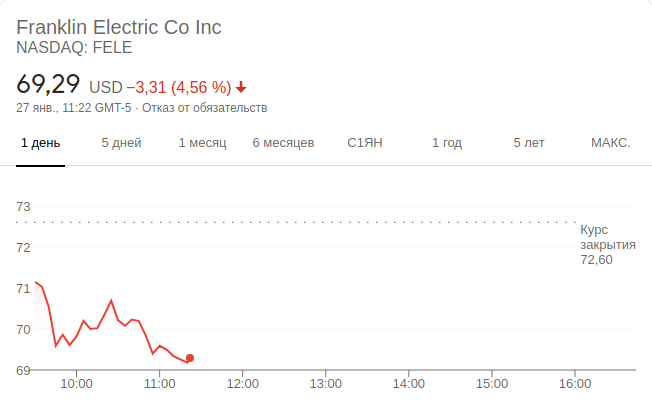 Franklin Electric Co Inc
NASDAQ: FELE
69,29 USD −3,31 (4,56 %)
27 янв., 11:22 GMT-5 · Отказ от обязательств
1 день 5 дней 1 месяц 6 месяцев С1ЯН 1 год 5 лет МАКС.
73
Курс
закрытия
72,60
72
71
70
69
10:00 11:00 12:00 13:00 14:00 15:00 16:00